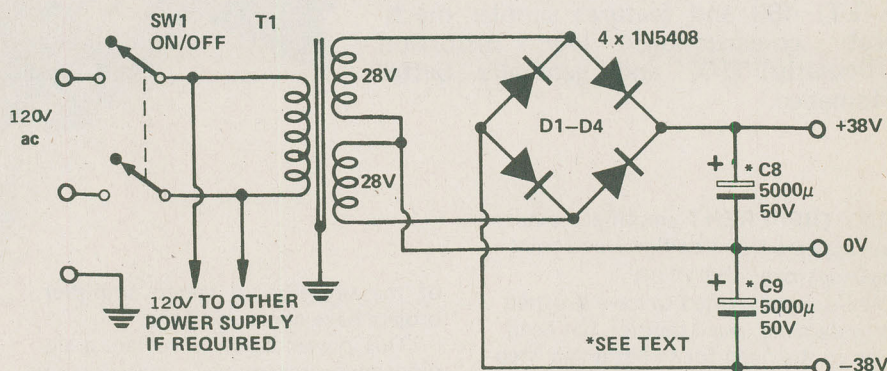 SW1
ON/OFF
T1
4 x 1N5408
120V
ac
28V
28V
D1–D4
+38V
+
* C8
5000µ
50V
0V
+
* C9
5000µ
50V
120V TO OTHER
POWER SUPPLY
IF REQUIRED
*SEE TEXT
–38V